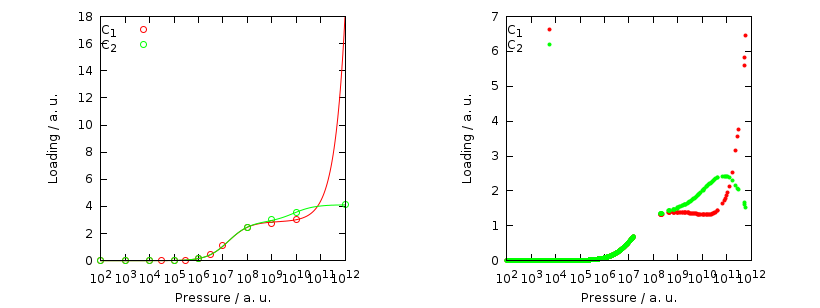 18
16
14
12
10
8
6
4
2
0
Loading / a. u.
C₁
C₂
10² 10³ 10⁴ 10⁵ 10⁶ 10⁷ 10⁸ 10⁹ 10¹⁰ 10¹¹ 10¹²
Pressure / a. u.
7
6
5
4
3
2
1
0
Loading / a. u.
C₁
C₂
10² 10³ 10⁴ 10⁵ 10⁶ 10⁷ 10⁸ 10⁹ 10¹⁰ 10¹¹ 10¹²
Pressure / a. u.